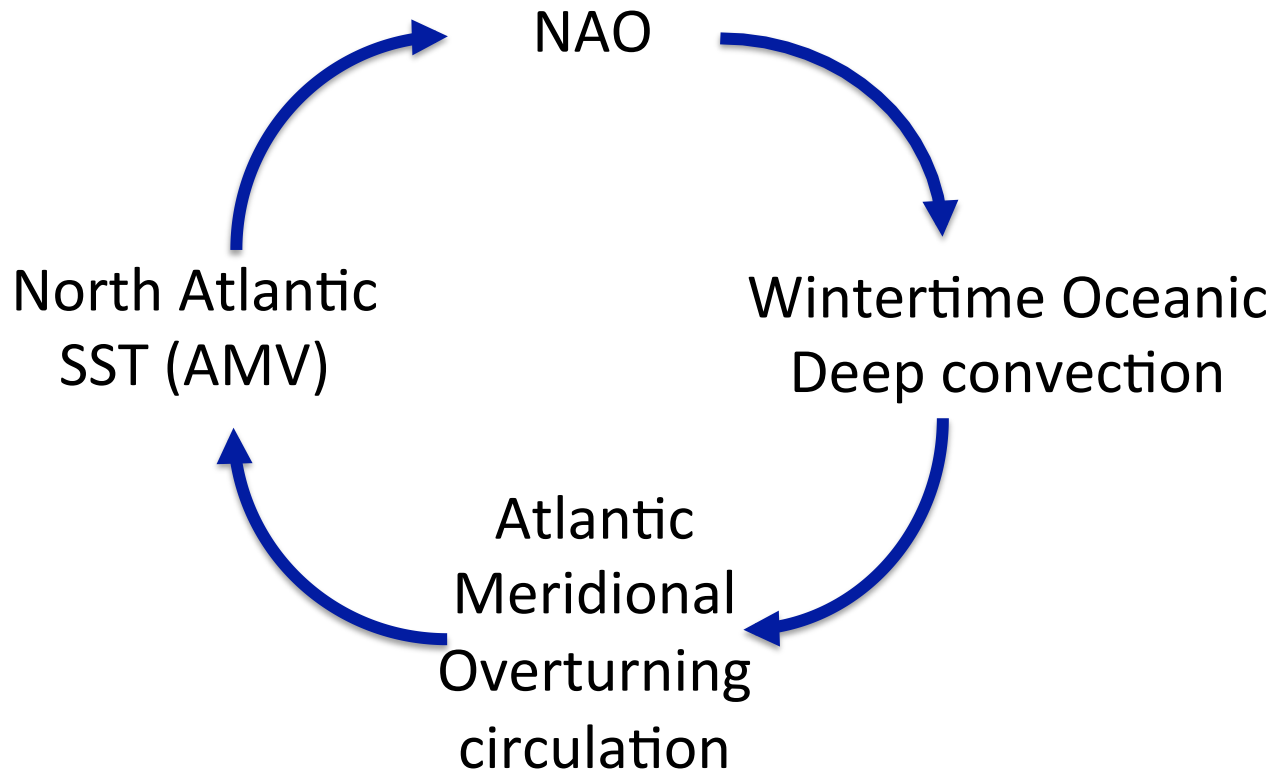 NAO
North Atlantic
SST (AMV)
Wintertime Oceanic
Deep convection
Atlantic
Meridional
Overturning
circulation